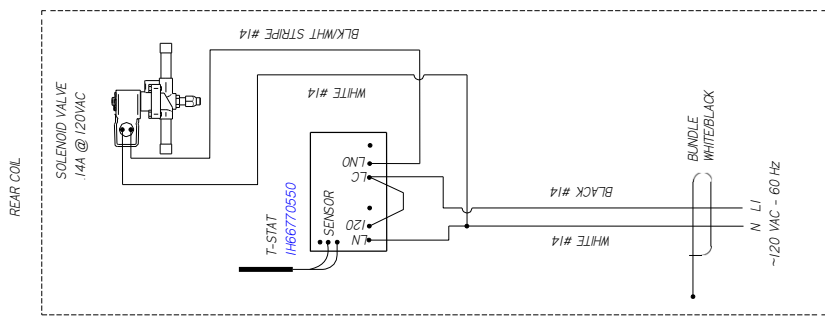 REAR COIL
SOLENOID VALVE
.14A @ 120VAC
BLK/WHT STRIPE #14
WHITE #14
T-STAT
1H66770550
SENSOR
LNO
LC
120
LN
BLACK #14
WHITE #14
BUNDLE
WHITE/BLACK
N L1
~120 VAC - 60 Hz